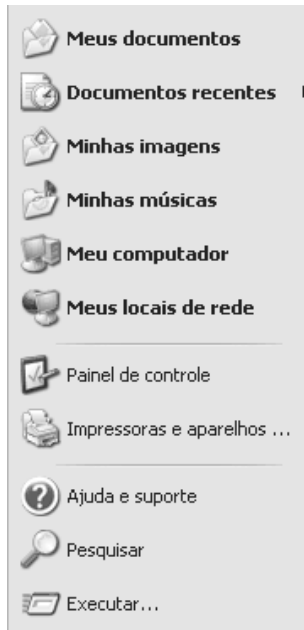 Meus documentos
Documentos recentes
Minhas imagens
Minhas músicas
Meu computador
Meus locais de rede
Painel de controle
Impressoras e aparelhos ...
Ajuda e suporte
Pesquisar
Executar...